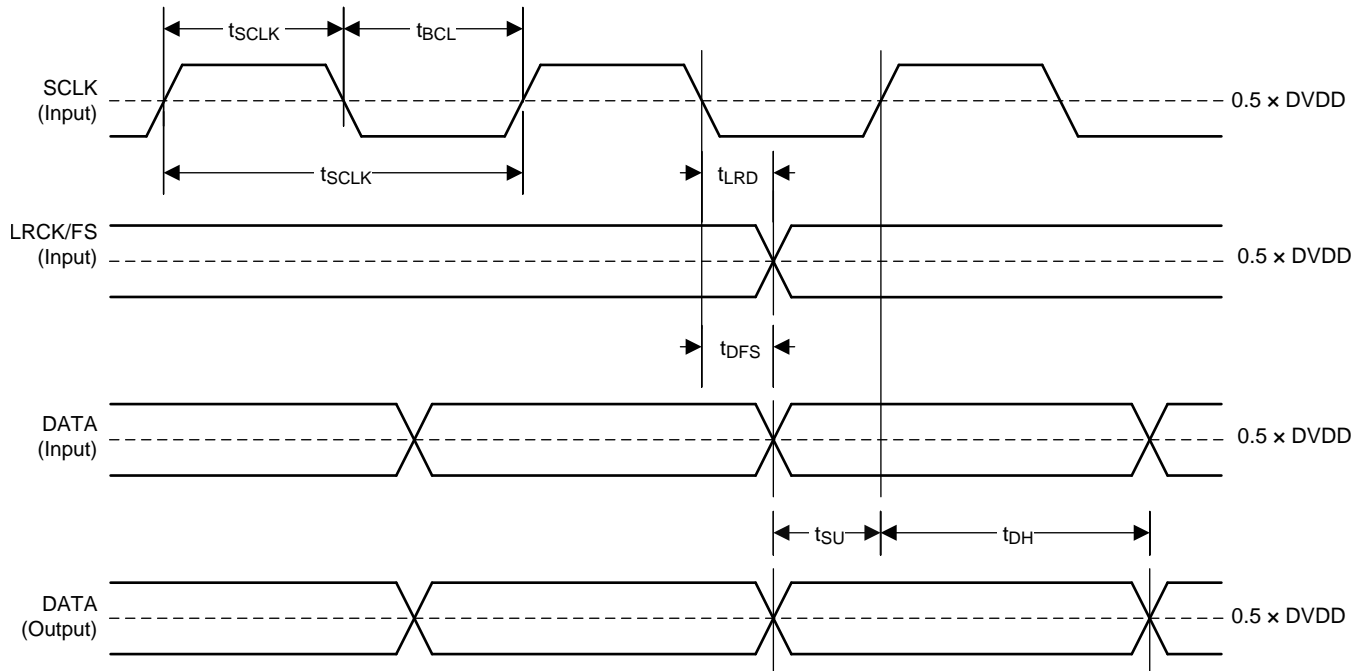 tSCLK
tBCL
SCLK
(Input)
0.5 × DVDD
tSCLK
tLRD
LRCK/FS
(Input)
0.5 × DVDD
tDFS
DATA
(Input)
0.5 × DVDD
tSU
tDH
DATA
(Output)
0.5 × DVDD